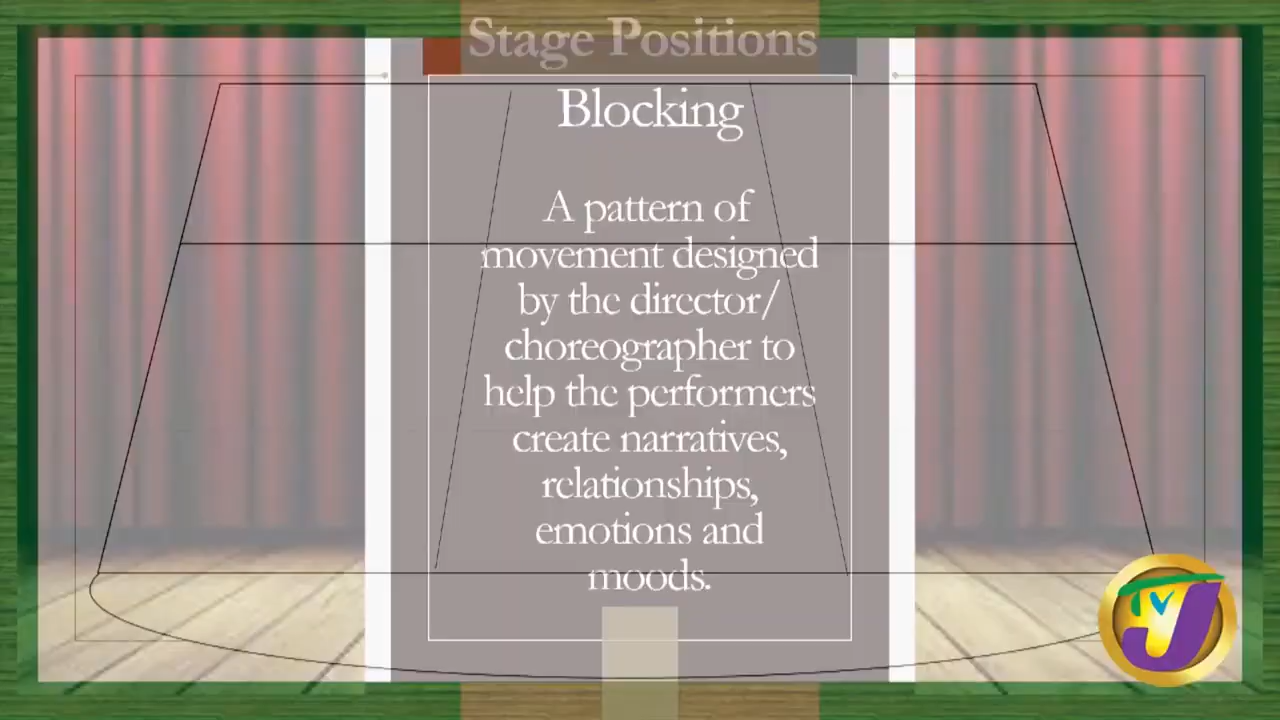 Stage Positions
Blocking
A pattern of
movement designed
by the director/
choreographer to
help the performers
create narratives,
relationships,
emotions and
moods.
TVJ